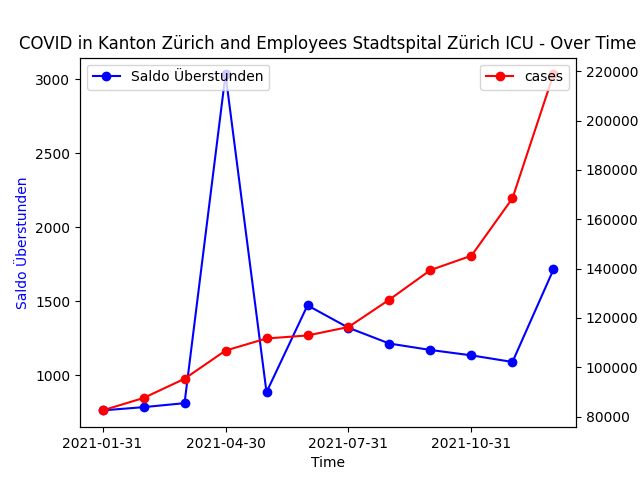 COVID in Kanton Zürich and Employees Stadtspital Zürich ICU - Over Time
Saldo Überstunden
cases
3000
2500
2000
1500
1000
Saldo Überstunden
220000
200000
180000
160000
140000
120000
100000
80000
2021-01-31 2021-04-30 2021-07-31 2021-10-31
Time